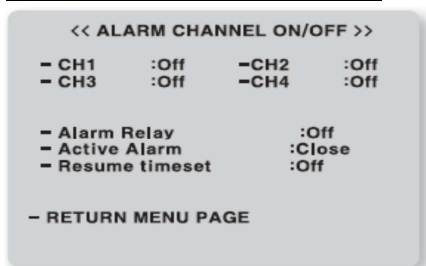 << ALARM CHANNEL ON/OFF >>
- CH1 :Off -CH2 :Off
- CH3 :Off -CH4 :Off
- Alarm Relay :Off
- Active Alarm :Close
- Resume timeset :Off
- RETURN MENU PAGE